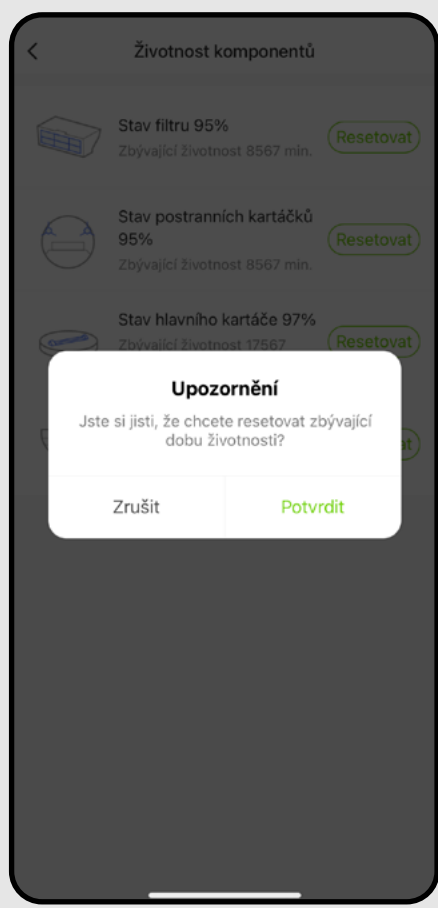 Životnost komponentů
Stav filtru 95%
Zbývající životnost 8567 min.
Resetovat
Stav postranních kartáčků
95%
Zbývající životnost 8567 min.
Resetovat
Stav hlavního kartáče 97%
Zbývající životnost 17567
Resetovat
Upozornění
Jste si jisti, že chcete resetovat zbývající
dobu životnosti?
Zrušit
Potvrdit